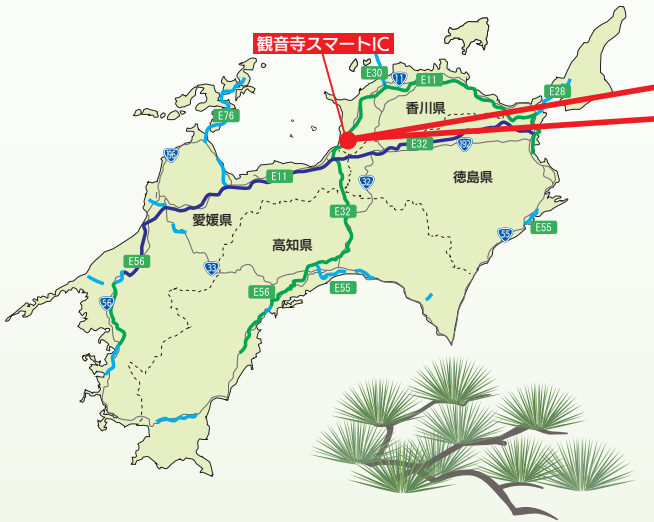 観音寺スマートIC
E30
11
E11
E28
香川県
E76
E32
192
196
E11
32
徳島県
愛媛県
E32
高知県
E55
55
E56
33
E56
E55
56